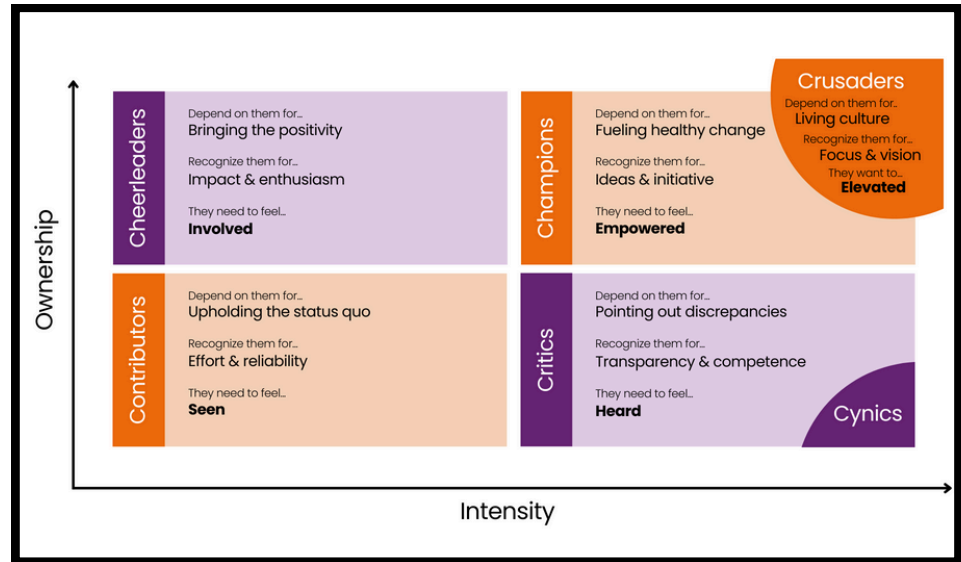 Ownership
Cheerleaders
Depend on them for...
Bringing the positivity
Recognize them for...
Impact & enthusiasm
They need to feel...
Involved
Champions
Depend on them for...
Fueling healthy change
Recognize them for...
Ideas & initiative
They need to feel...
Empowered
Crusaders
Depend on them for..
Living culture
Recognize them for...
Focus & vision
They want to...
Elevated
Contributors
Depend on them for...
Upholding the status quo
Recognize them for...
Effort & reliability
They need to feel...
Seen
Critics
Depend on them for...
Pointing out discrepancies
Recognize them for...
Transparency & competence
They need to feel...
Heard
Cynics
Intensity